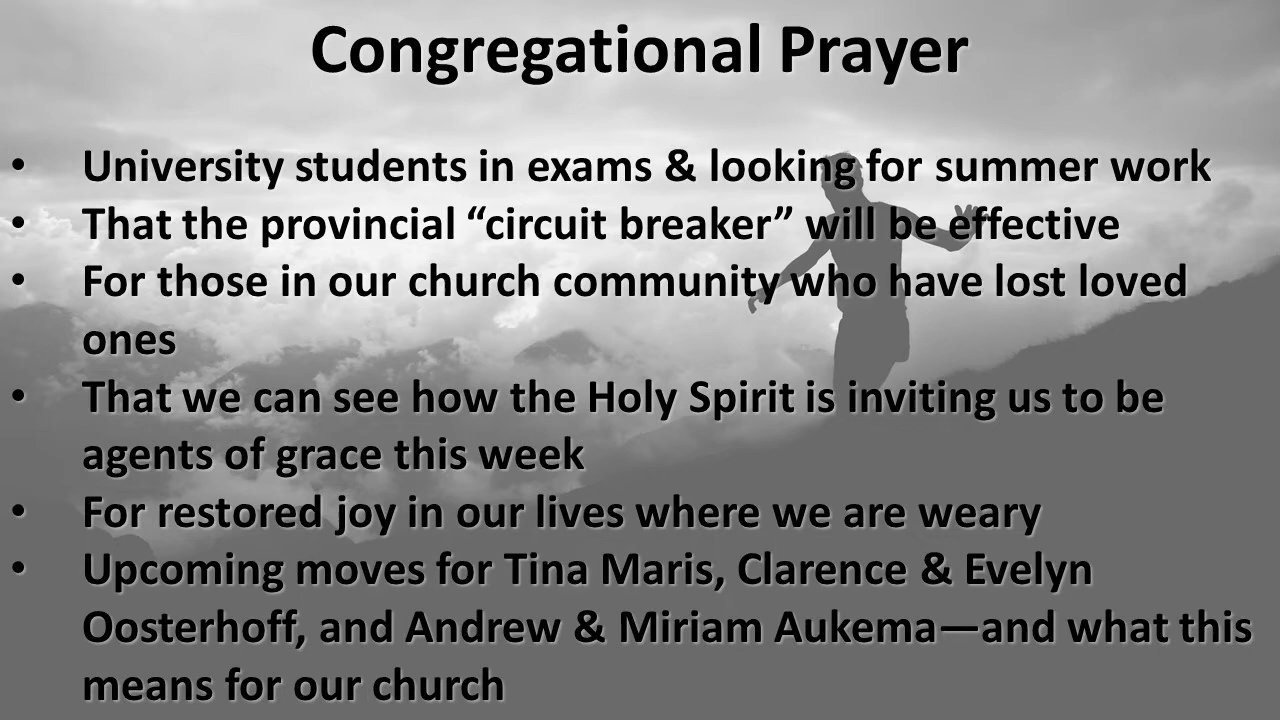 Congregational Prayer
• University students in exams & looking for summer work
• That the provincial “circuit breaker” will be effective
• For those in our church community who have lost loved
ones
• That we can see how the Holy Spirit is inviting us to be
agents of grace this week
• For restored joy in our lives where we are weary
• Upcoming moves for Tina Maris, Clarence & Evelyn
Oosterhoff, and Andrew & Miriam Aukema—and what this
means for our church